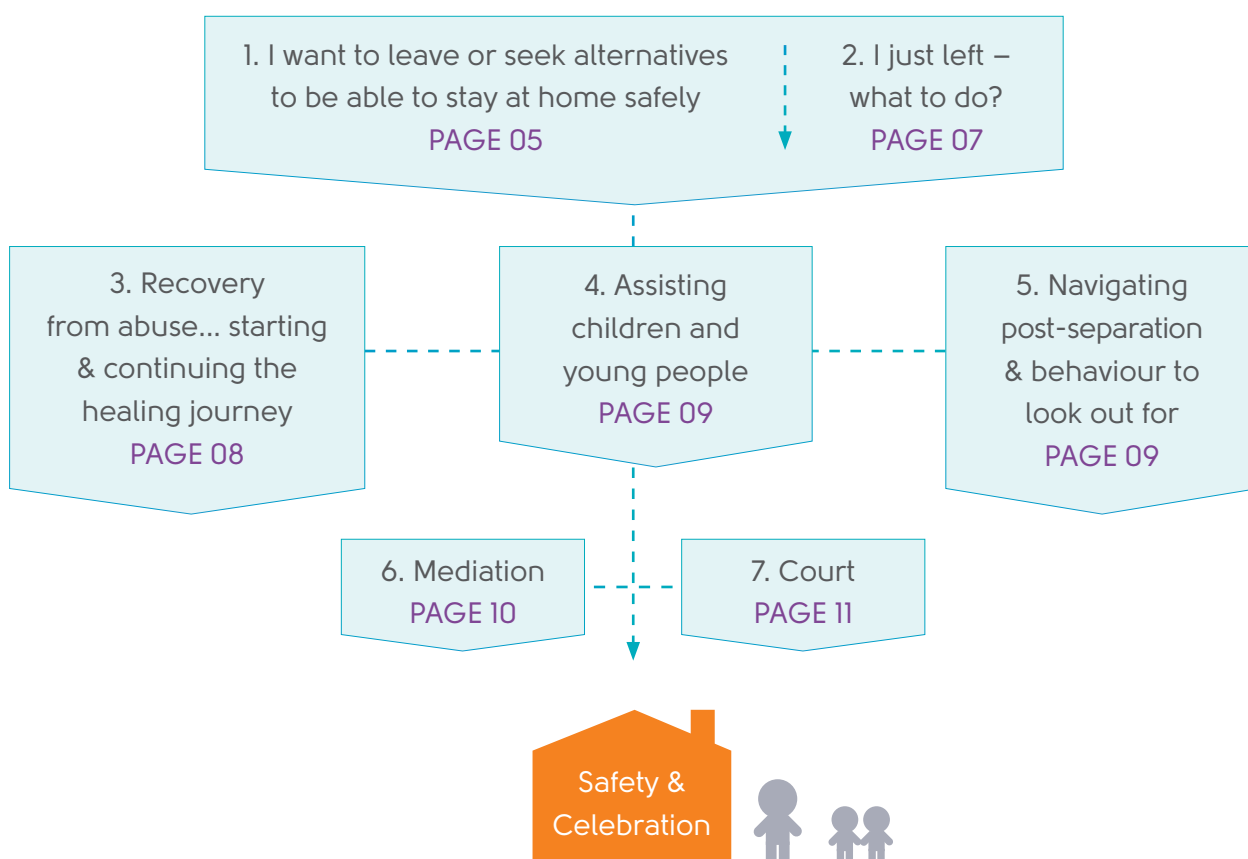 1. I want to leave or seek alternatives
to be able to stay at home safely
PAGE 05
2. I just left –
what to do?
PAGE 07
3. Recovery
from abuse... starting
& continuing the
healing journey
PAGE 08
4. Assisting
children and
young people
PAGE 09
5. Navigating
post-separation
& behaviour to
look out for
PAGE 09
6. Mediation
PAGE 10
7. Court
PAGE 11
Safety &
Celebration